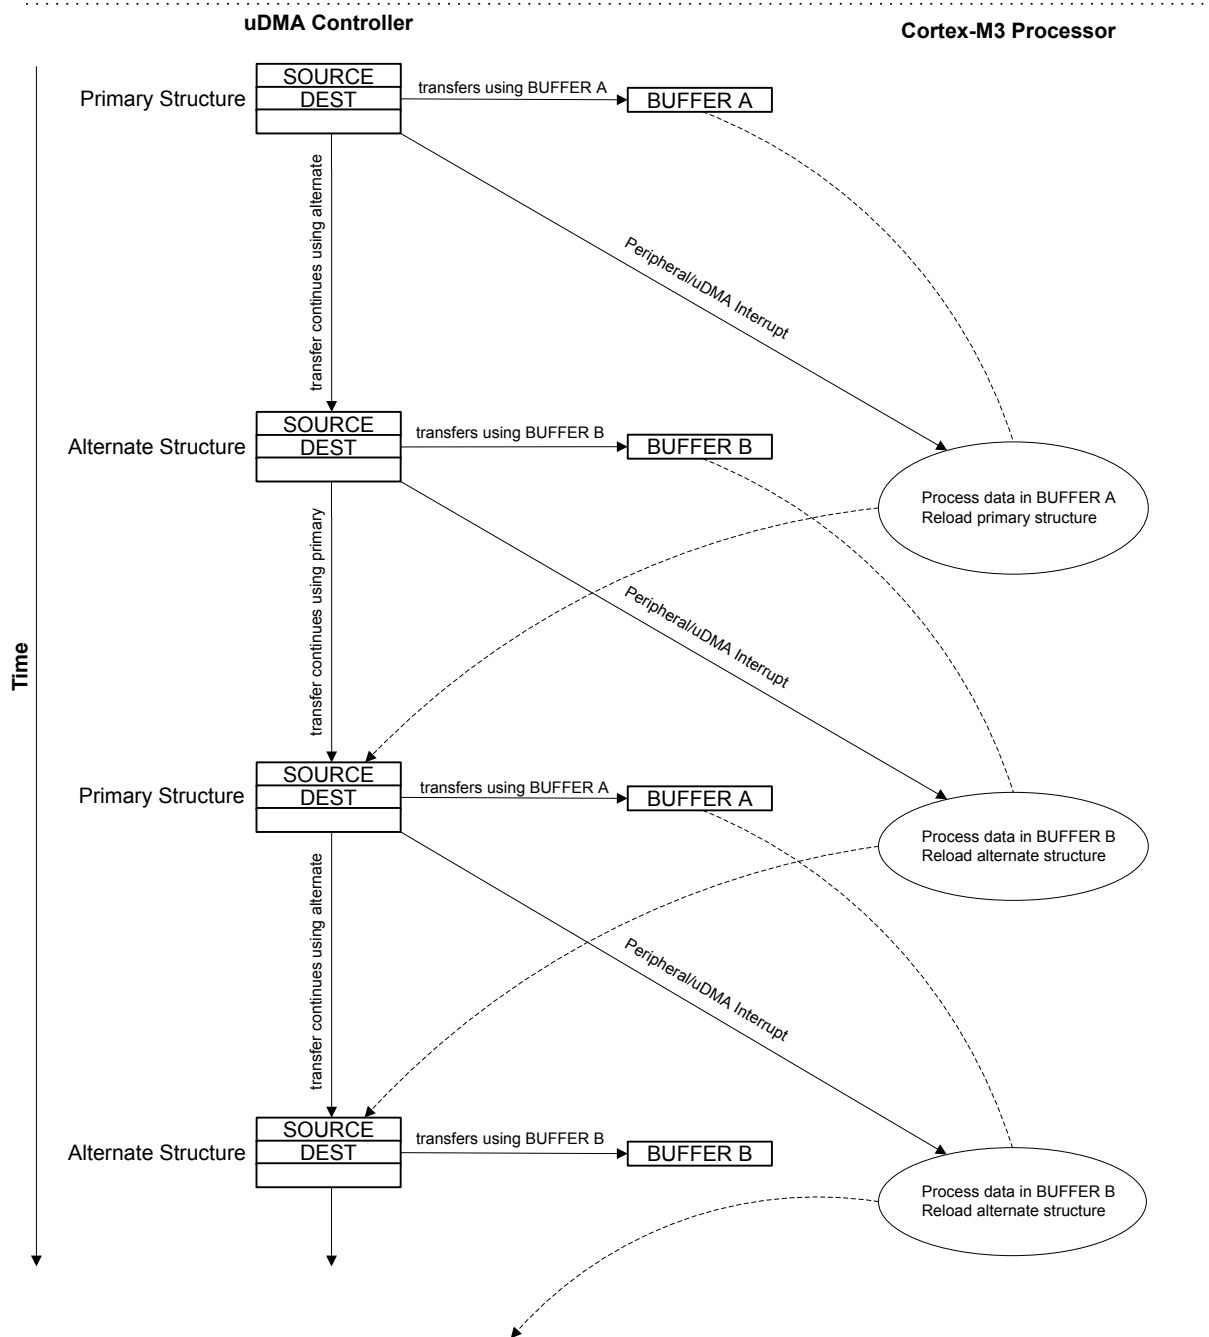 uDMA Controller
Cortex-M3 Processor
SOURCE
Primary Structure
DEST
transfers using BUFFER A
BUFFER A
transfer continues using alternate
Peripheral/uDMA Interrupt
SOURCE
Alternate Structure
DEST
transfers using BUFFER B
BUFFER B
Process data in BUFFER A
Reload primary structure
transfer continues using primary
Peripheral/uDMA Interrupt
Time
SOURCE
Primary Structure
DEST
transfers using BUFFER A
BUFFER A
Process data in BUFFER B
Reload alternate structure
transfer continues using alternate
Peripheral/uDMA Interrupt
SOURCE
Alternate Structure
DEST
transfers using BUFFER B
BUFFER B
Process data in BUFFER B
Reload alternate structure